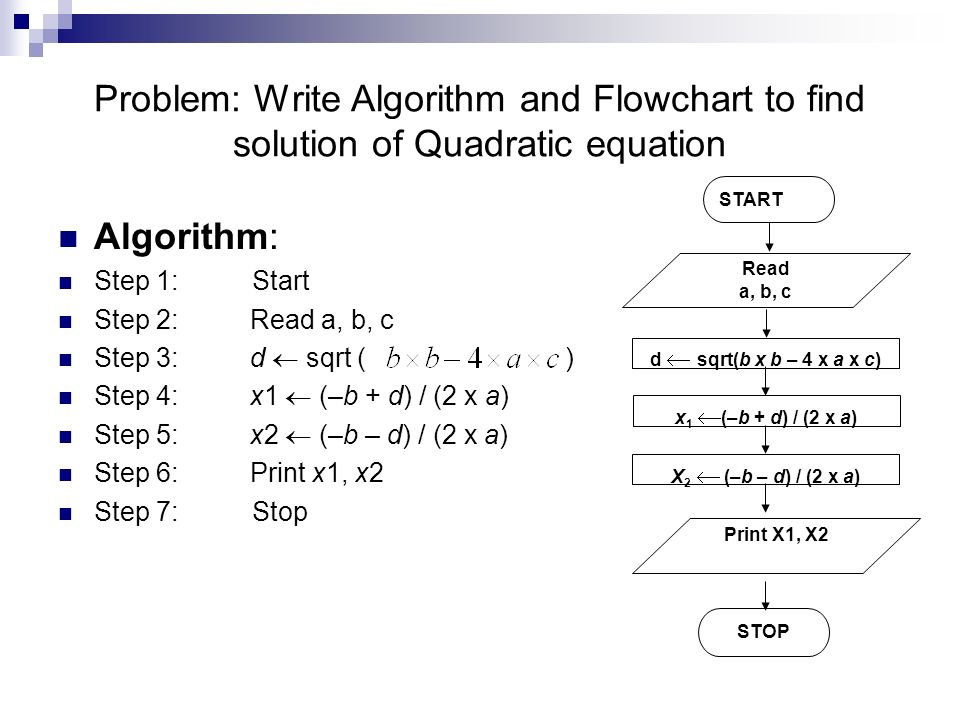 Problem: Write Algorithm and Flowchart to find
solution of Quadratic equation
Algorithm:
Step 1: Start
Step 2: Read a, b, c
Step 3: d ← sqrt ( b × b − 4 × a × c )
Step 4: x1 ← (–b + d) / (2 x a)
Step 5: x2 ← (–b – d) / (2 x a)
Step 6: Print x1, x2
Step 7: Stop
START
Read
a, b, c
d ← sqrt(b x b – 4 x a x c)
x₁ ← (–b + d) / (2 x a)
X₂ ← (–b – d) / (2 x a)
Print X1, X2
STOP